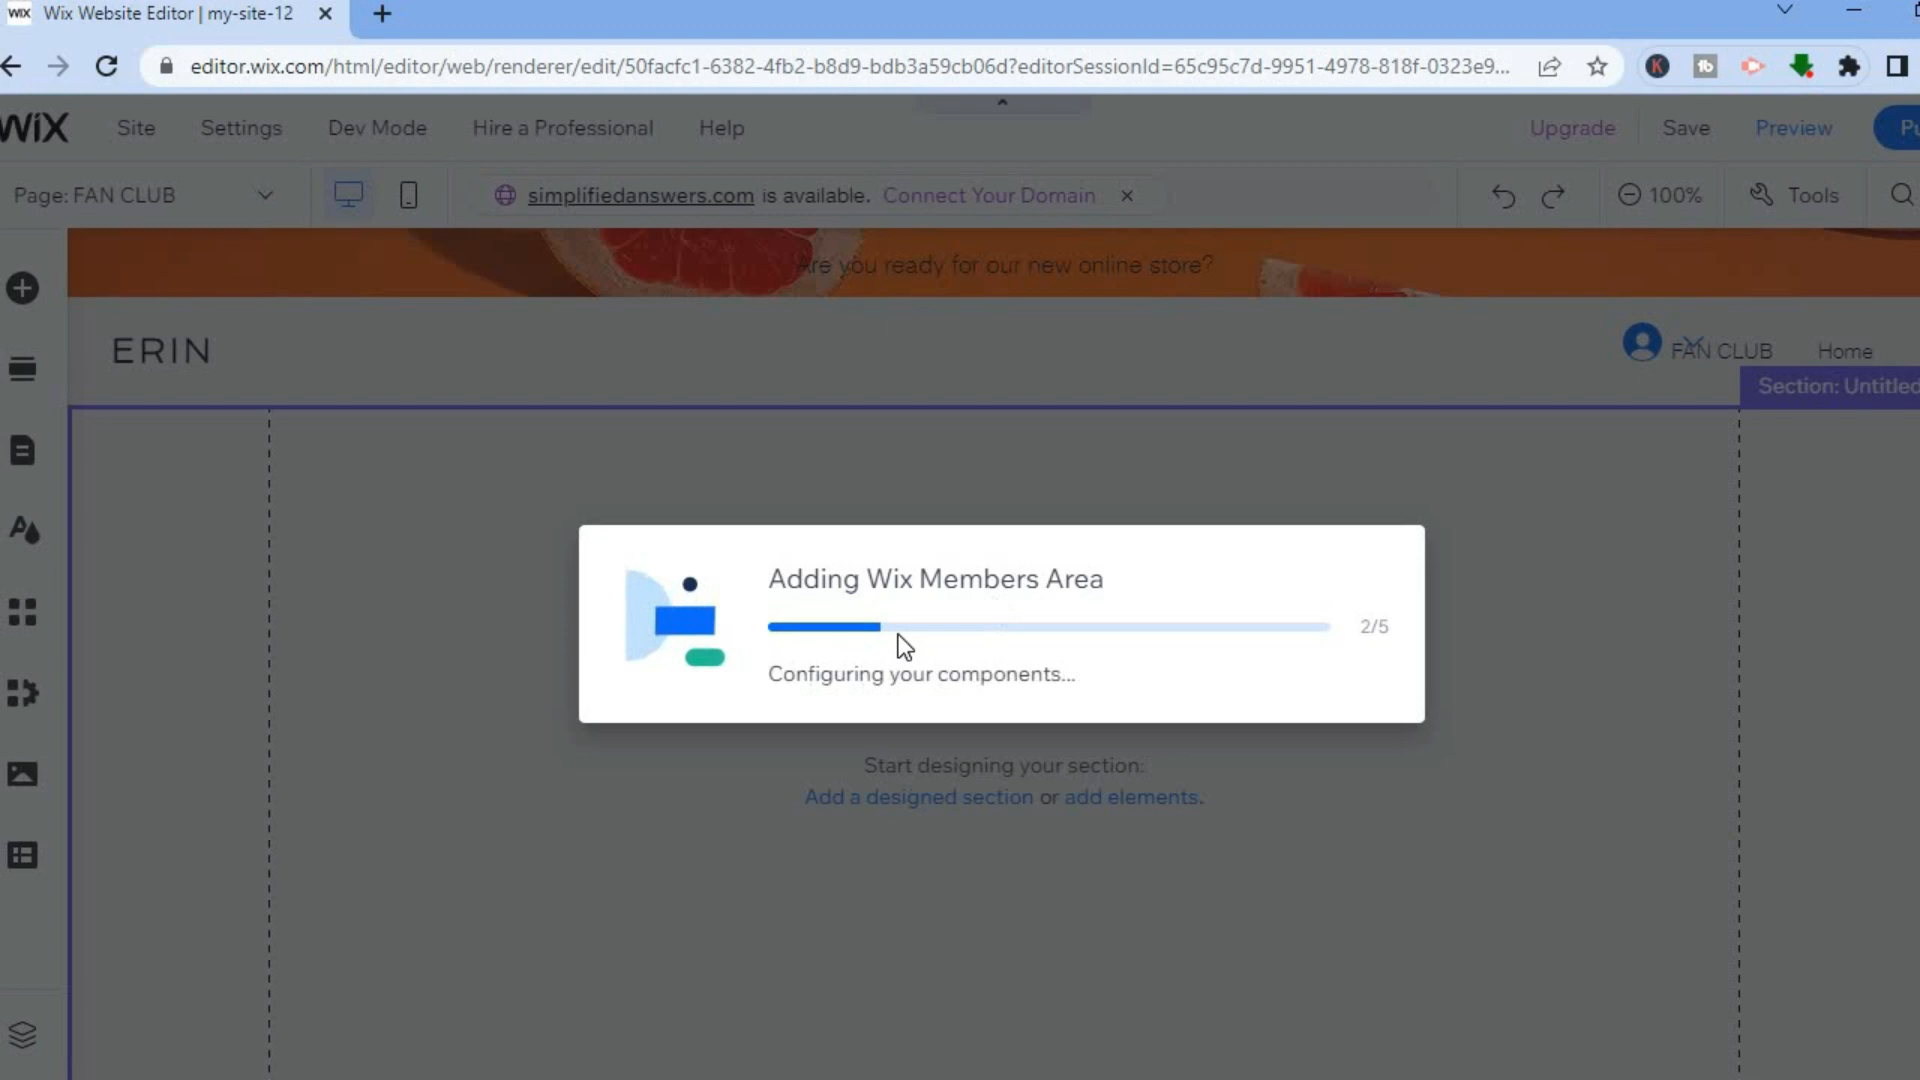 WiX Wix Website Editor | my-site-12
editor.wix.com/html/editor/web/renderer/edit/50facfc1-6382-4fb2-b8d9-bdb3a59cb06d?editorSessionId=65c95c7d-9951-4978-818f-0323e9...
K tb
WiX Site Settings Dev Mode Hire a Professional Help Upgrade Save Preview Pu
Page: FAN CLUB simplifiedanswers.com is available. Connect Your Domain 100% Tools
Are you ready for our new online store?
ERIN FAN CLUB Home
Section: Untitled
Adding Wix Members Area
2/5
Configuring your components...
Start designing your section:
Add a designed section or add elements.